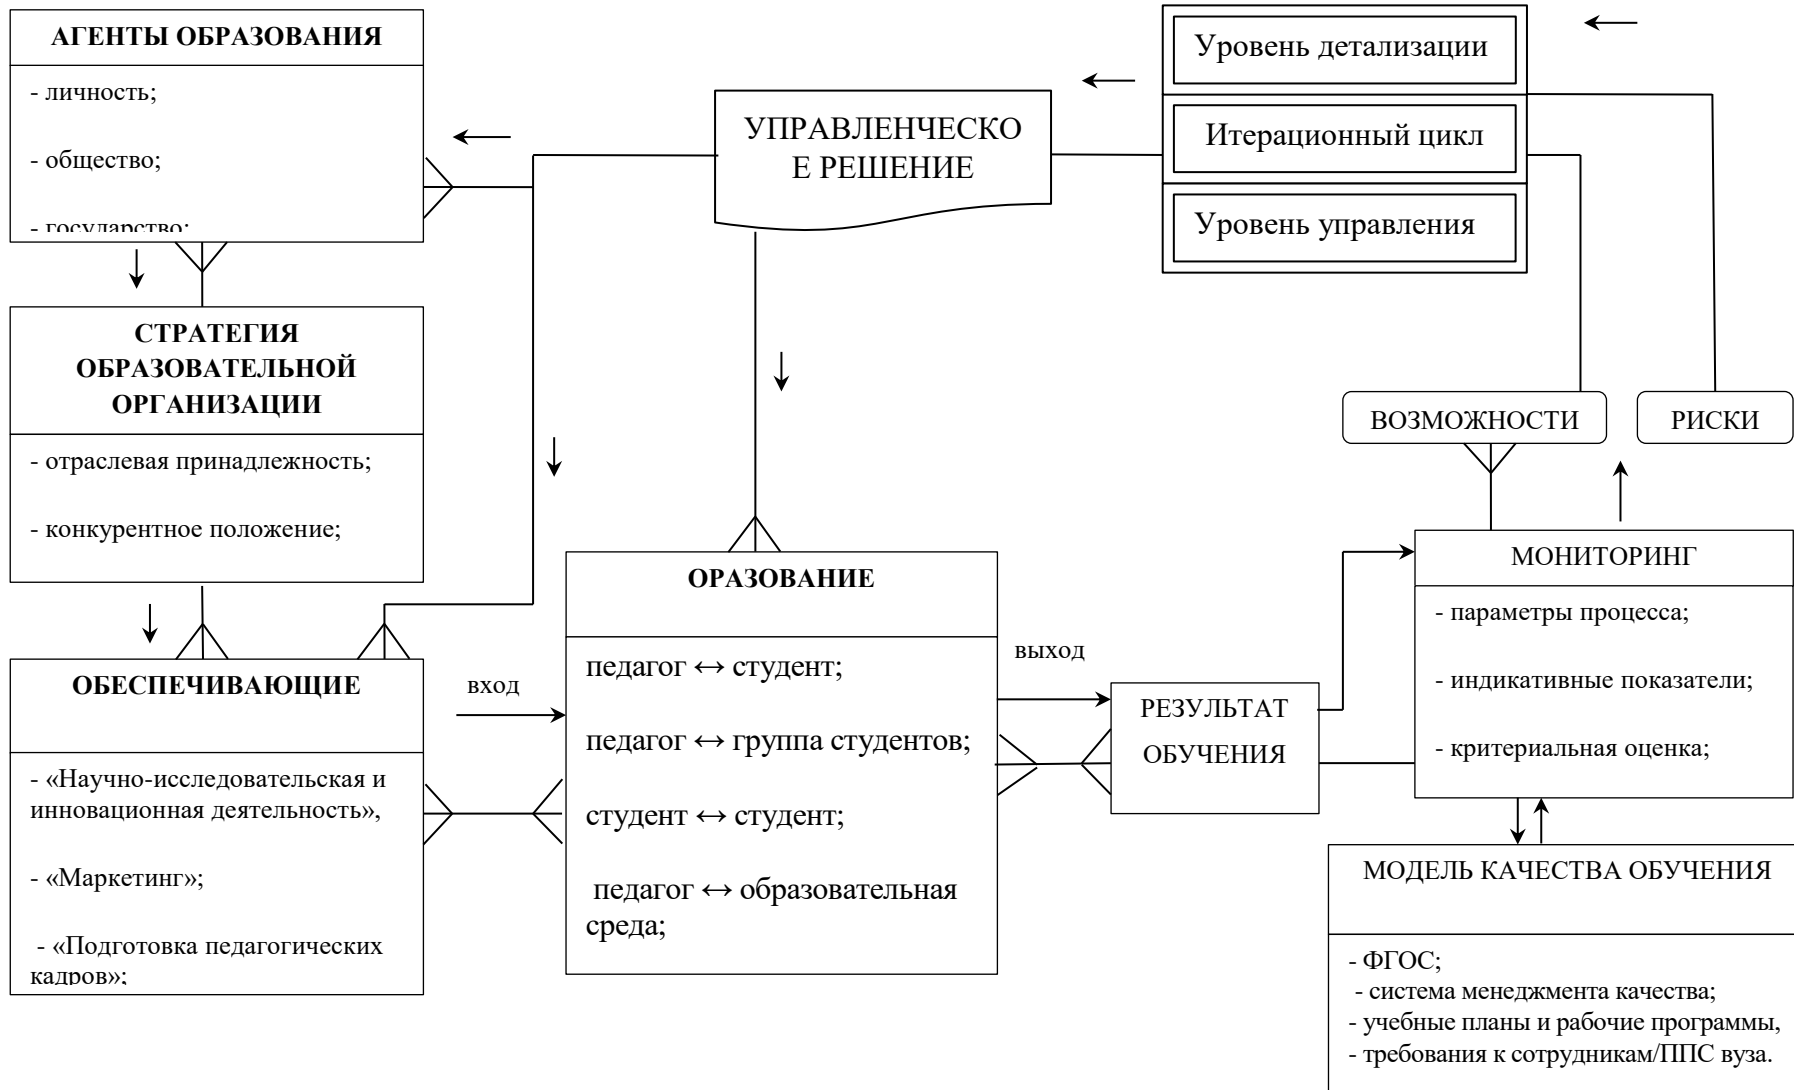 АГЕНТЫ ОБРАЗОВАНИЯ
- личность;
- общество;
- государство;
СТРАТЕГИЯ
ОБРАЗОВАТЕЛЬНОЙ
ОРГАНИЗАЦИИ
- отраслевая принадлежность;
- конкурентное положение;
ОБЕСПЕЧИВАЮЩИЕ
- «Научно-исследовательская и
инновационная деятельность»,
- «Маркетинг»;
- «Подготовка педагогических
кадров»;
вход
УПРАВЛЕНЧЕСКО
Е РЕШЕНИЕ
ОРАЗОВАНИЕ
педагог ↔ студент;
педагог ↔ группа студентов;
студент ↔ студент;
педагог ↔ образовательная
среда;
выход
РЕЗУЛЬТАТ
ОБУЧЕНИЯ
Уровень детализации
Итерационный цикл
Уровень управления
ВОЗМОЖНОСТИ
РИСКИ
МОНИТОРИНГ
- параметры процесса;
- индикативные показатели;
- критериальная оценка;
МОДЕЛЬ КАЧЕСТВА ОБУЧЕНИЯ
- ФГОС;
- система менеджмента качества;
- учебные планы и рабочие программы,
- требования к сотрудникам/ППС вуза.